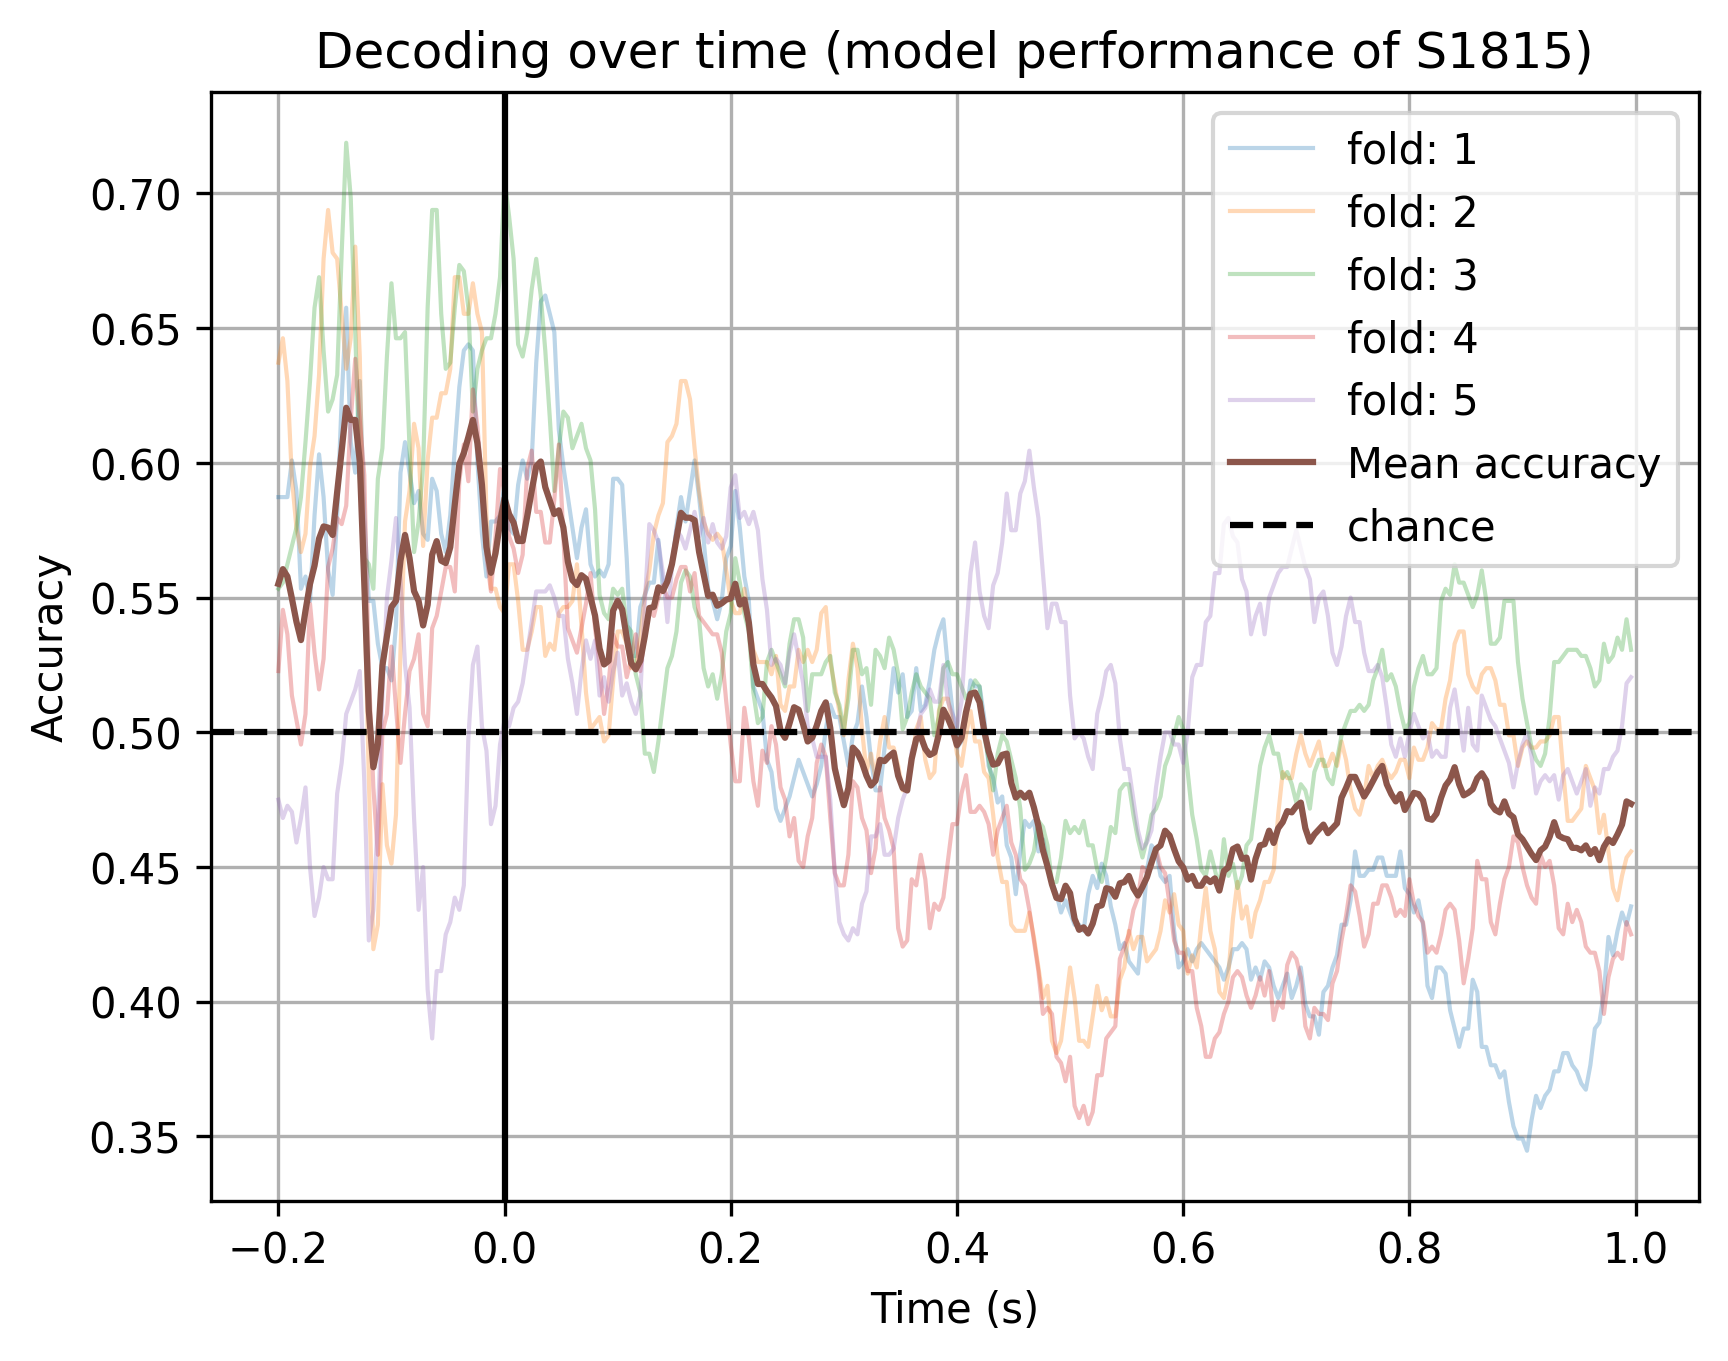 Decoding over time (model performance of S1815)
fold: 1
fold: 2
fold: 3
fold: 4
fold: 5
Mean accuracy
chance
Accuracy
0.70
0.65
0.60
0.55
0.50
0.45
0.40
0.35
−0.2
0.0
0.2
0.4
0.6
0.8
1.0
Time (s)